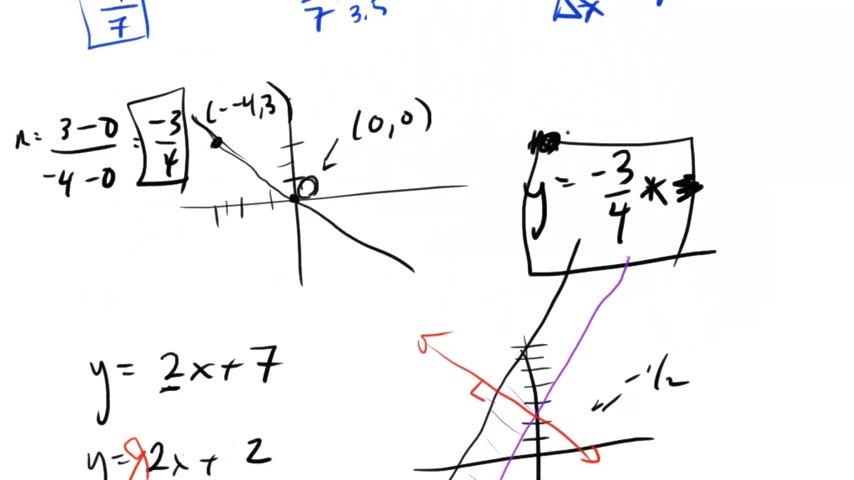 7
7 3.5
Δx
m = 3-0 / -4-0 = -3/4
(-4,3)
(0,0)
y = -3/4 x
y = 2x + 7
-1/2
y = 2x + 2